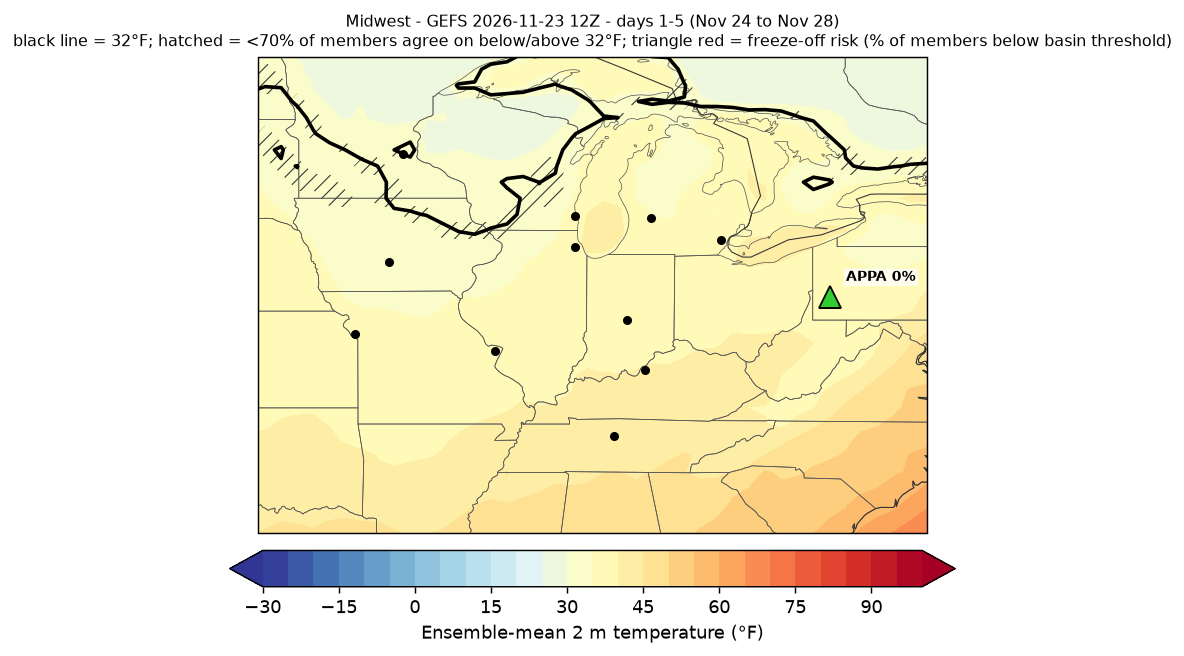 Midwest - GEFS 2026-11-23 12Z - days 1-5 (Nov 24 to Nov 28)
black line = 32°F; hatched = <70% of members agree on below/above 32°F; triangle red = freeze-off risk (% of members below basin threshold)
APPA 0%
−30 −15 0 15 30 45 60 75 90
Ensemble-mean 2 m temperature (°F)